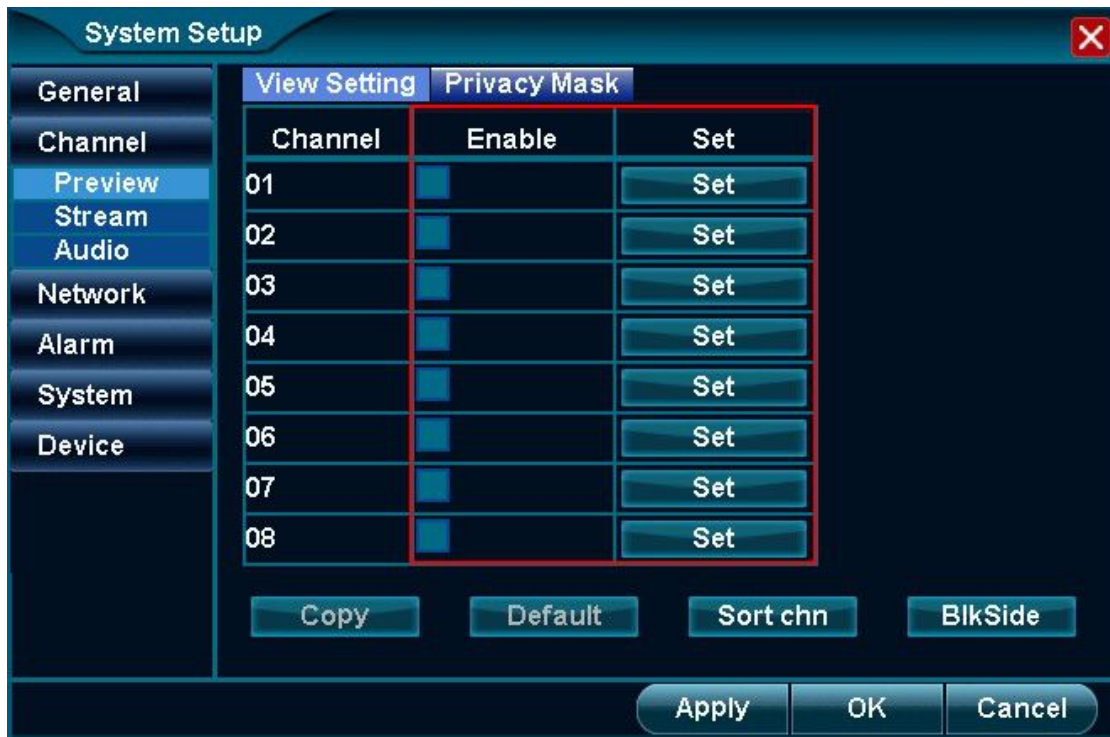 System Setup
General
Channel
Preview
Stream
Audio
Network
Alarm
System
Device
View Setting Privacy Mask
Channel Enable Set
01 Set
02 Set
03 Set
04 Set
05 Set
06 Set
07 Set
08 Set
Copy Default Sort chn BlkSide
Apply OK Cancel